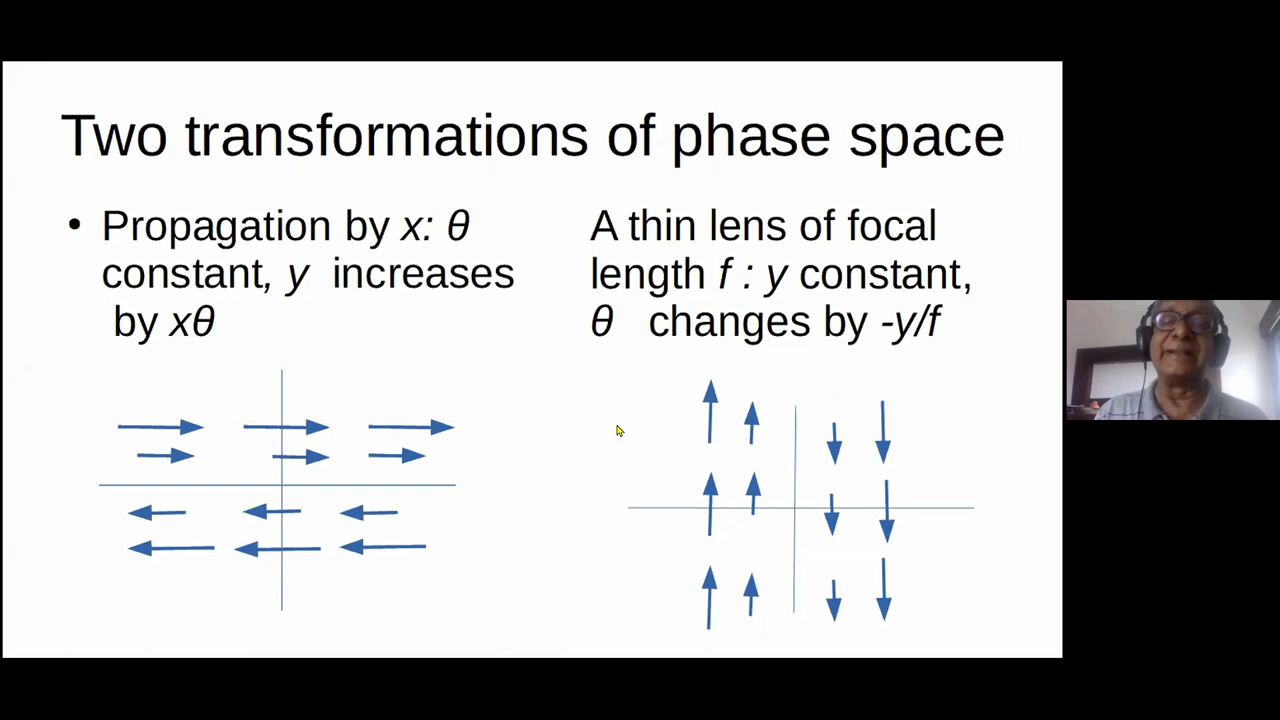 Two transformations of phase space
• Propagation by x: θ
constant, y increases
by xθ
A thin lens of focal
length f : y constant,
θ changes by -y/f